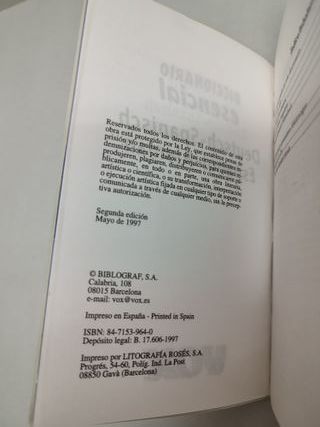 Reservados todos los derechos. El contenido de esta
obra está protegido por la Ley, que establece penas de
prisión y/o multas, además de las correspondientes in-
demnizaciones por daños y perjuicios, para quienes re-
produjeren, plagiaren, distribuyeren o comunicaren pú-
blicamente, en todo o en parte, una obra literaria,
artística o científica, o su transformación, interpretación
o ejecución artística fijada en cualquier tipo de soporte o
comunicada a través de cualquier medio, sin la precep-
tiva autorización.
Segunda edición
Mayo de 1997
© BIBLOGRAF, S.A.
Calabria, 108
08015 Barcelona
e-mail: vox@vox.es
Impreso en España - Printed in Spain
ISBN: 84-7153-964-0
Depósito legal: B. 17.606-1997
Impreso por LITOGRAFÍA ROSÉS, S.A.
Progrés, 54-60, Políg. Ind. La Post
08850 Gavà (Barcelona)